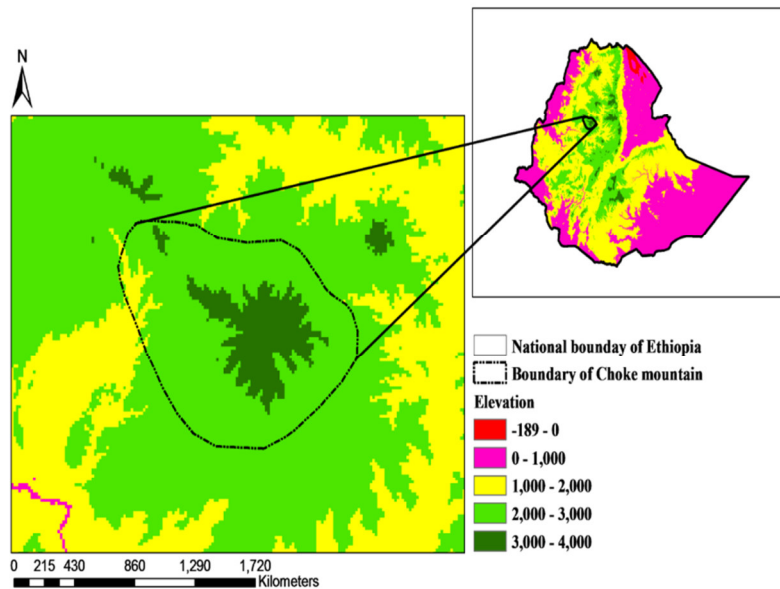 N
National bounday of Ethiopia
Boundary of Choke mountain
Elevation
-189 - 0
0 - 1,000
1,000 - 2,000
2,000 - 3,000
3,000 - 4,000
0 215 430 860 1,290 1,720
Kilometers